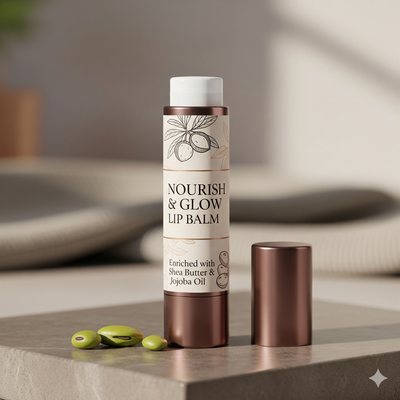 NOURISH
& GLOW
LIP BALM
Enriched with
Shea Butter &
Jojoba Oil